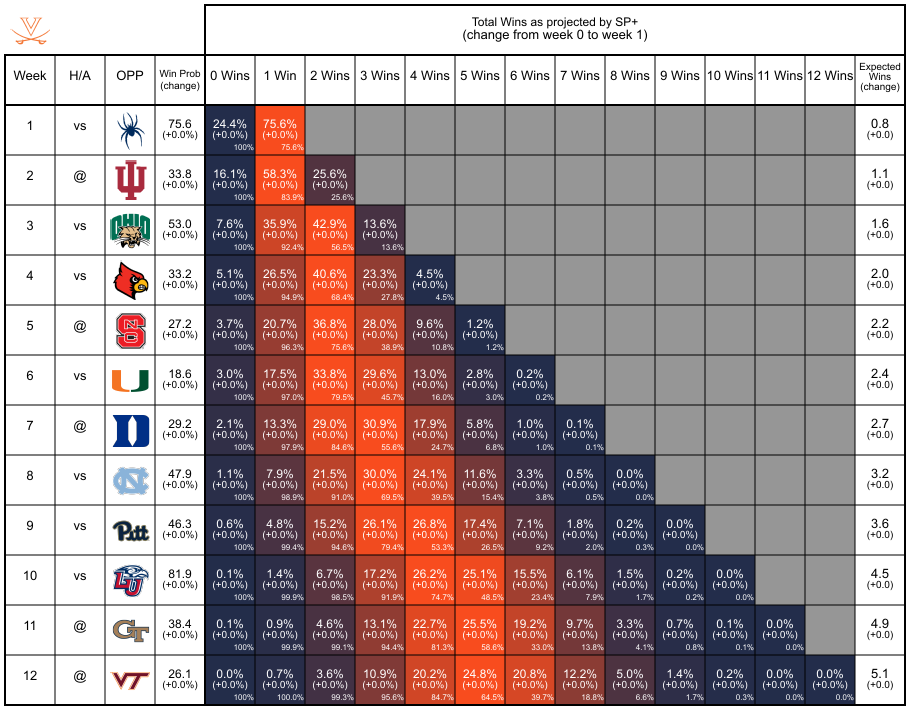 Total Wins as projected by SP+
(change from week 0 to week 1)
Week H/A OPP Win Prob (change) 0 Wins 1 Win 2 Wins 3 Wins 4 Wins 5 Wins 6 Wins 7 Wins 8 Wins 9 Wins 10 Wins 11 Wins 12 Wins Expected Wins (change)
1 vs 75.6 24.4% 75.6% 0.8
(+0.0%) (+0.0%) (+0.0%) (+0.0)
100% 75.6%
2 @ 33.8 16.1% 58.3% 25.6% 1.1
(+0.0%) (+0.0%) (+0.0%) (+0.0%) (+0.0)
100% 83.9% 25.6%
3 vs OHIO 53.0 7.6% 35.9% 42.9% 13.6% 1.6
(+0.0%) (+0.0%) (+0.0%) (+0.0%) (+0.0%) (+0.0)
100% 92.4% 56.5% 13.6%
4 vs 33.2 5.1% 26.5% 40.6% 23.3% 4.5% 2.0
(+0.0%) (+0.0%) (+0.0%) (+0.0%) (+0.0%) (+0.0%) (+0.0)
100% 94.9% 68.4% 27.8% 4.5%
5 @ 27.2 3.7% 20.7% 36.8% 28.0% 9.6% 1.2% 2.2
(+0.0%) (+0.0%) (+0.0%) (+0.0%) (+0.0%) (+0.0%) (+0.0%) (+0.0)
100% 96.3% 75.6% 38.9% 10.8% 1.2%
6 vs U 18.6 3.0% 17.5% 33.8% 29.6% 13.0% 2.8% 0.2% 2.4
(+0.0%) (+0.0%) (+0.0%) (+0.0%) (+0.0%) (+0.0%) (+0.0%) (+0.0%) (+0.0)
100% 97.0% 79.5% 45.7% 16.0% 3.0% 0.2%
7 @ D 29.2 2.1% 13.3% 29.0% 30.9% 17.9% 5.8% 1.0% 0.1% 2.7
(+0.0%) (+0.0%) (+0.0%) (+0.0%) (+0.0%) (+0.0%) (+0.0%) (+0.0%) (+0.0%) (+0.0)
100% 97.9% 84.6% 55.6% 24.7% 6.8% 1.0% 0.1%
8 vs NC 47.9 1.1% 7.9% 21.5% 30.0% 24.1% 11.6% 3.3% 0.5% 0.0% 3.2
(+0.0%) (+0.0%) (+0.0%) (+0.0%) (+0.0%) (+0.0%) (+0.0%) (+0.0%) (+0.0%) (+0.0%) (+0.0)
100% 98.9% 91.0% 69.5% 39.5% 15.4% 3.8% 0.5% 0.0%
9 vs Pitt 46.3 0.6% 4.8% 15.2% 26.1% 26.8% 17.4% 7.1% 1.8% 0.2% 0.0% 3.6
(+0.0%) (+0.0%) (+0.0%) (+0.0%) (+0.0%) (+0.0%) (+0.0%) (+0.0%) (+0.0%) (+0.0%) (+0.0%) (+0.0)
100% 99.4% 94.6% 79.4% 53.3% 26.5% 9.2% 2.0% 0.3% 0.0%
10 vs LU 81.9 0.1% 1.4% 6.7% 17.2% 26.2% 25.1% 15.5% 6.1% 1.5% 0.2% 0.0% 4.5
(+0.0%) (+0.0%) (+0.0%) (+0.0%) (+0.0%) (+0.0%) (+0.0%) (+0.0%) (+0.0%) (+0.0%) (+0.0%) (+0.0%) (+0.0)
100% 99.9% 98.5% 91.9% 74.7% 48.5% 23.4% 7.9% 1.7% 0.2% 0.0%
11 @ GT 38.4 0.1% 0.9% 4.6% 13.1% 22.7% 25.5% 19.2% 9.7% 3.3% 0.7% 0.1% 0.0% 4.9
(+0.0%) (+0.0%) (+0.0%) (+0.0%) (+0.0%) (+0.0%) (+0.0%) (+0.0%) (+0.0%) (+0.0%) (+0.0%) (+0.0%) (+0.0%) (+0.0)
100% 99.9% 99.1% 94.4% 81.3% 58.6% 33.0% 13.8% 4.1% 0.8% 0.1% 0.0%
12 @ VT 26.1 0.0% 0.7% 3.6% 10.9% 20.2% 24.8% 20.8% 12.2% 5.0% 1.4% 0.2% 0.0% 0.0% 5.1
(+0.0%) (+0.0%) (+0.0%) (+0.0%) (+0.0%) (+0.0%) (+0.0%) (+0.0%) (+0.0%) (+0.0%) (+0.0%) (+0.0%) (+0.0%) (+0.0%) (+0.0)
100% 100.0% 99.3% 95.6% 84.7% 64.5% 39.7% 18.8% 6.6% 1.7% 0.3% 0.0% 0.0%